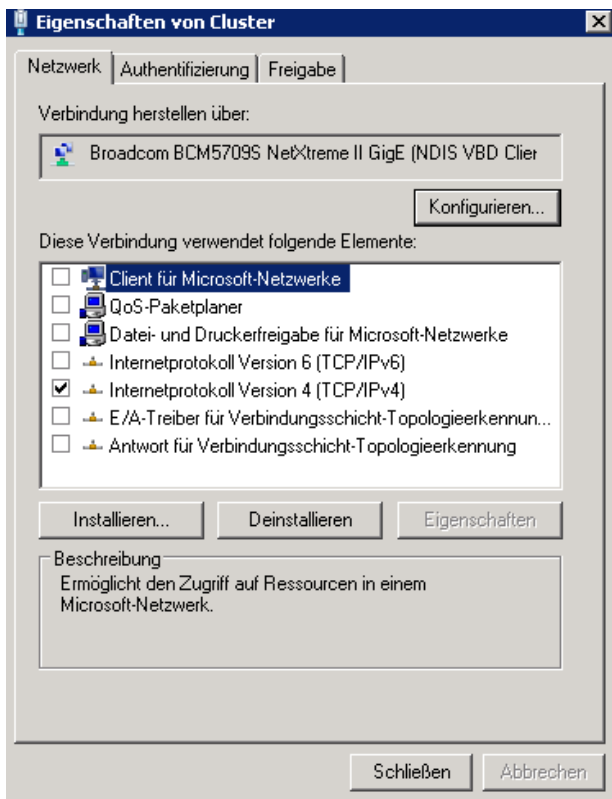 Eigenschaften von Cluster
Netzwerk Authentifizierung Freigabe
Verbindung herstellen über:
Broadcom BCM5709S NetXtreme II GigE (NDIS VBD Clier
Konfigurieren...
Diese Verbindung verwendet folgende Elemente:
Client für Microsoft-Netzwerke
QoS-Paketplaner
Datei- und Druckerfreigabe für Microsoft-Netzwerke
Internetprotokoll Version 6 (TCP/IPv6)
Internetprotokoll Version 4 (TCP/IPv4)
E/A-Treiber für Verbindungsschicht-Topologieerkennun...
Antwort für Verbindungsschicht-Topologieerkennung
Installieren... Deinstallieren Eigenschaften
Beschreibung
Ermöglicht den Zugriff auf Ressourcen in einem
Microsoft-Netzwerk.
Schließen Abbrechen